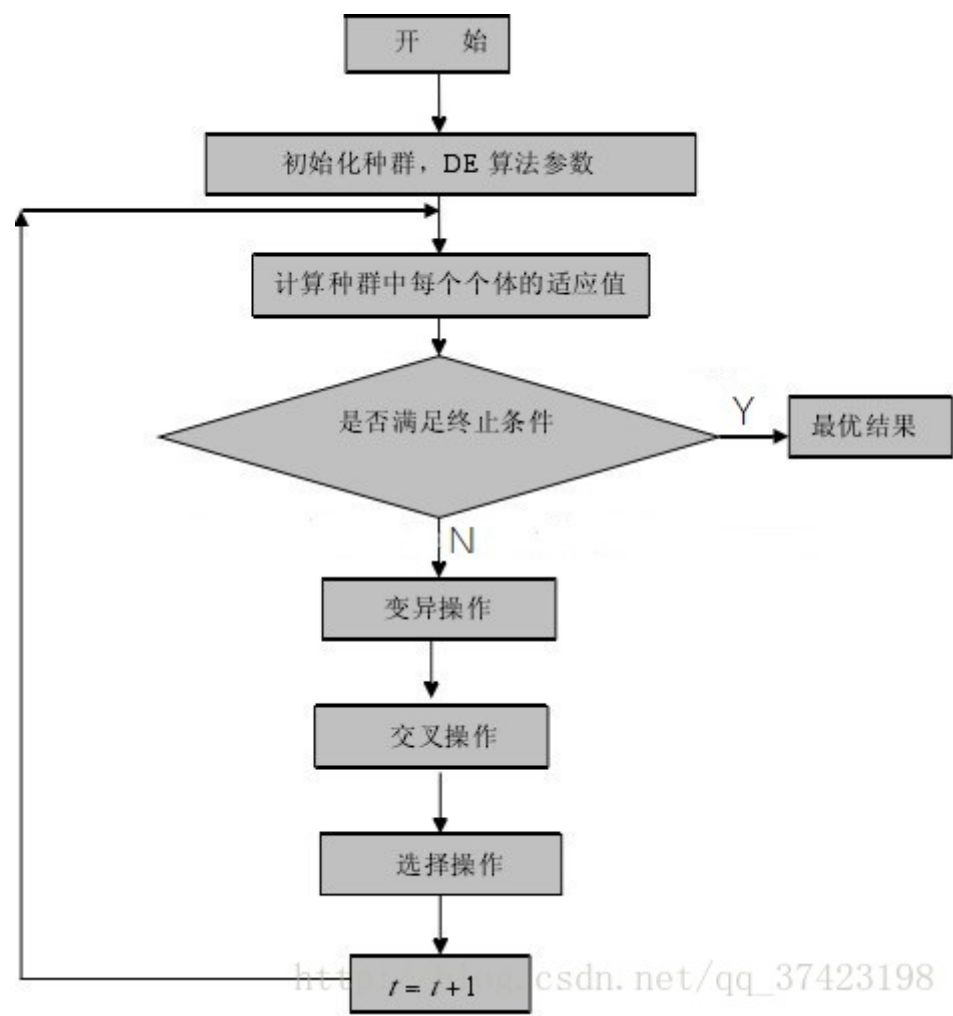 开 始
初始化种群，DE 算法参数
计算种群中每个个体的适应值
是否满足终止条件
Y
最优结果
N
变异操作
交叉操作
选择操作
t = t + 1
csdn.net/qq_37423198